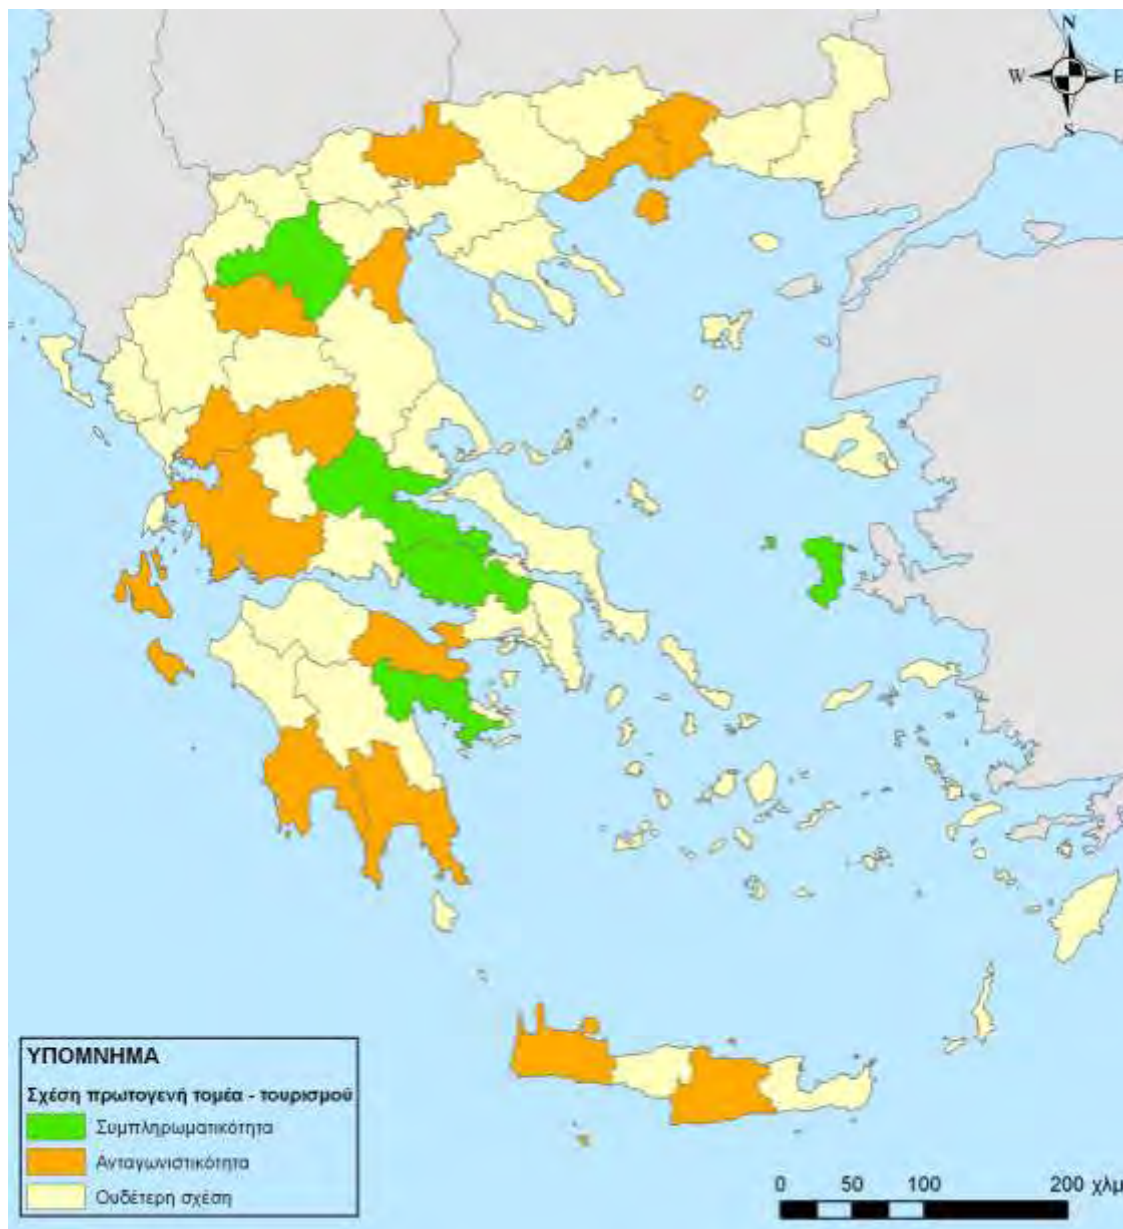 N
W E
S
ΥΠΟΜΝΗΜΑ
Σχέση πρωτογενή τομέα - τουρισμού
Συμπληρωματικότητα
Ανταγωνιστικότητα
Ουδέτερη σχέση
0 50 100 200 χλμ